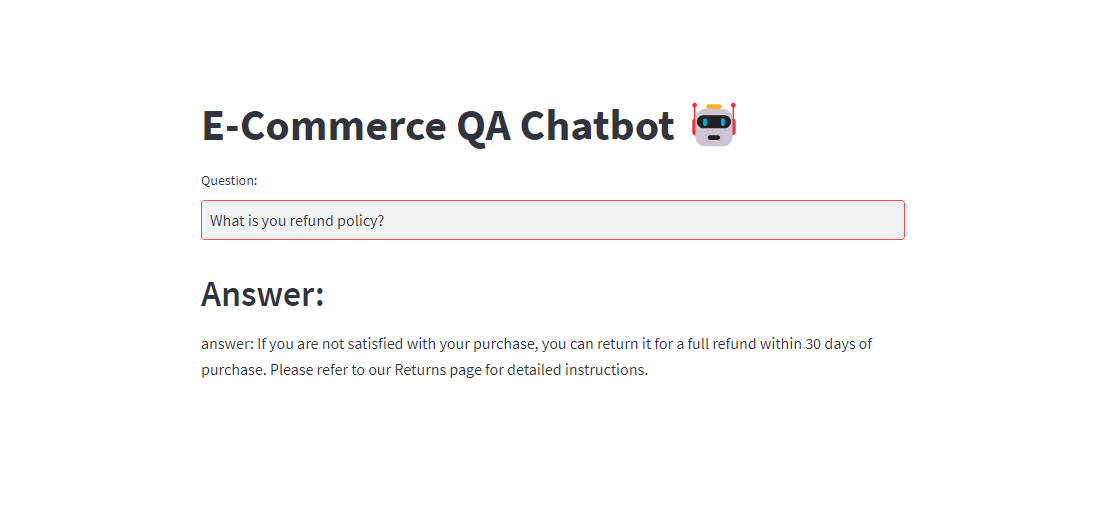 E-Commerce QA Chatbot
Question:
What is you refund policy?
Answer:
answer: If you are not satisfied with your purchase, you can return it for a full refund within 30 days of
purchase. Please refer to our Returns page for detailed instructions.